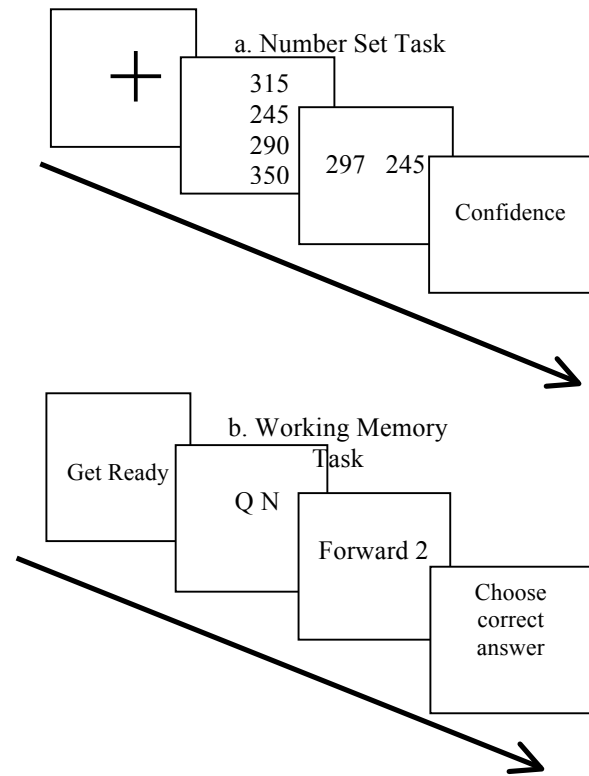 a. Number Set Task
315
245
290
350
297 245
Confidence
b. Working Memory
Task
Get Ready
Q N
Forward 2
Choose
correct
answer